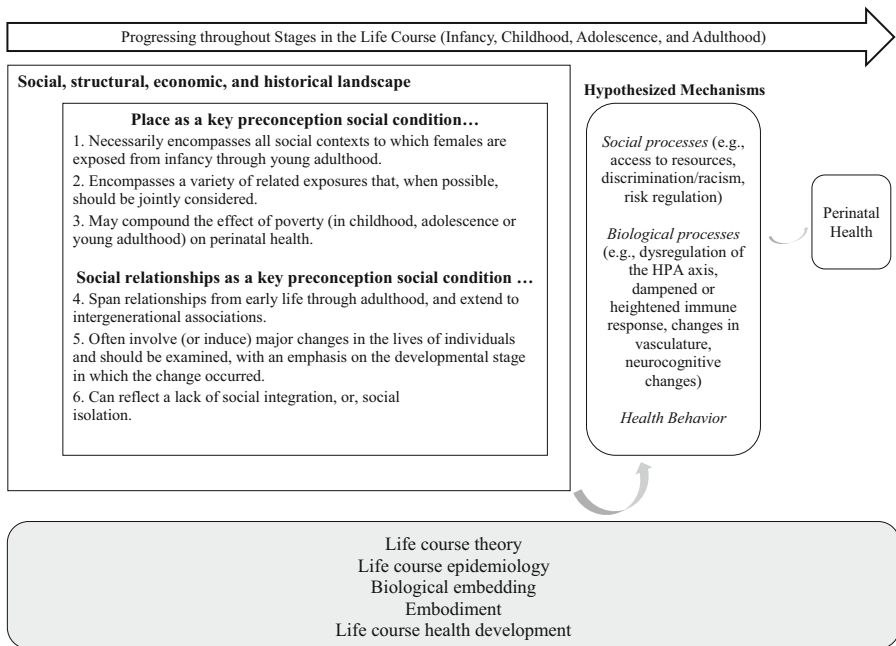 Progressing throughout Stages in the Life Course (Infancy, Childhood, Adolescence, and Adulthood)
Social, structural, economic, and historical landscape
Place as a key preconception social condition…
1. Necessarily encompasses all social contexts to which females are
exposed from infancy through young adulthood.
2. Encompasses a variety of related exposures that, when possible,
should be jointly considered.
3. May compound the effect of poverty (in childhood, adolescence or
young adulthood) on perinatal health.
Social relationships as a key preconception social condition …
4. Span relationships from early life through adulthood, and extend to
intergenerational associations.
5. Often involve (or induce) major changes in the lives of individuals
and should be examined, with an emphasis on the developmental stage
in which the change occurred.
6. Can reflect a lack of social integration, or, social
isolation.
Hypothesized Mechanisms
Social processes (e.g.,
access to resources,
discrimination/racism,
risk regulation)
Biological processes
(e.g., dysregulation of
the HPA axis,
dampened or
heightened immune
response, changes in
vasculature,
neurocognitive
changes)
Health Behavior
Perinatal
Health
Life course theory
Life course epidemiology
Biological embedding
Embodiment
Life course health development